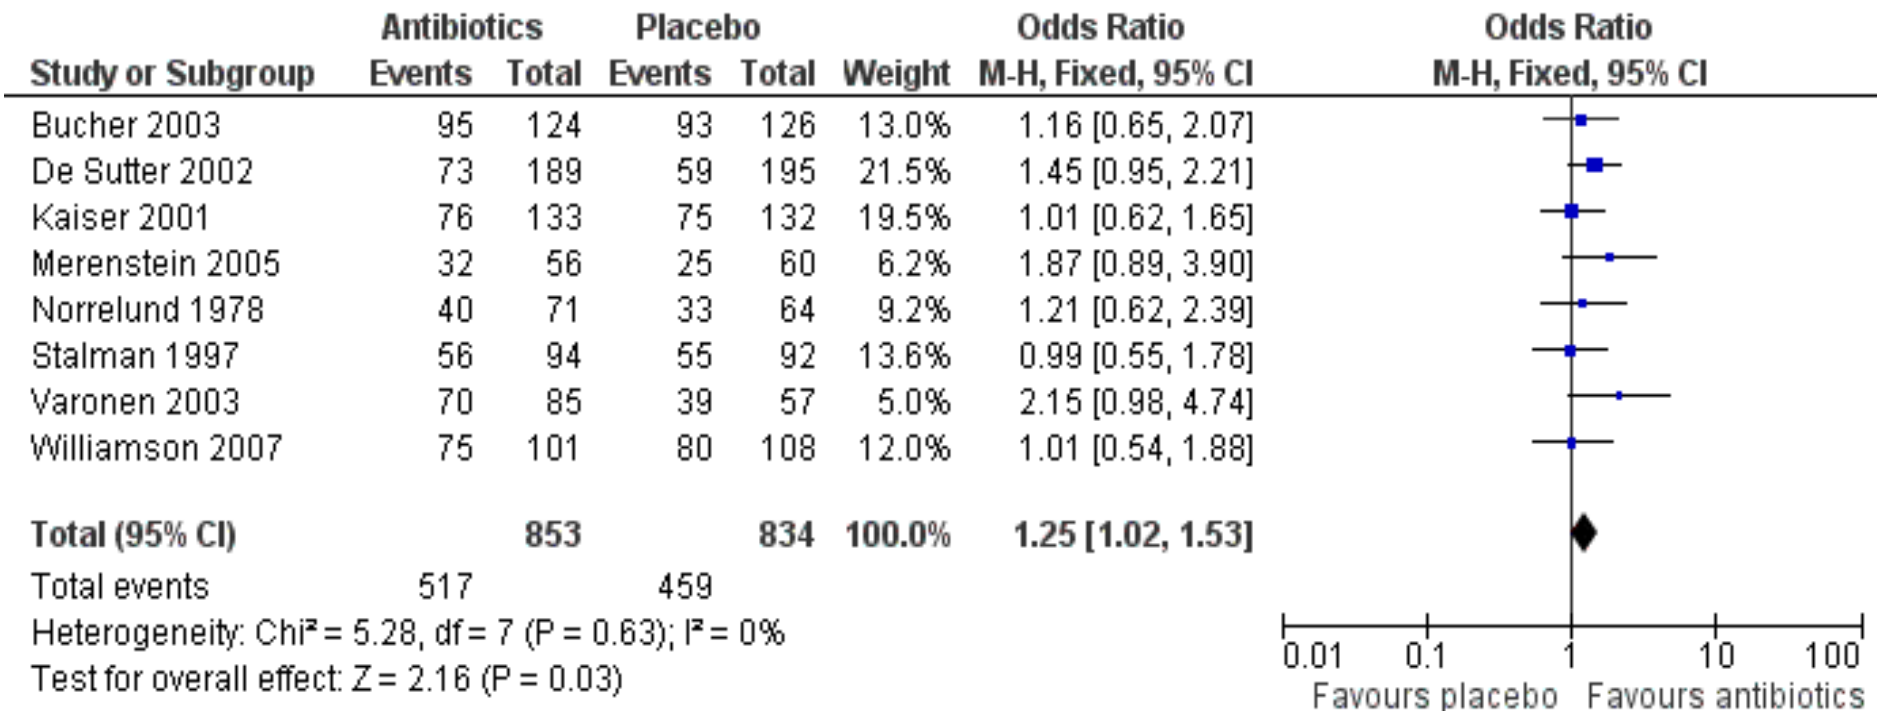 Antibiotics Placebo Odds Ratio Odds Ratio
Study or Subgroup Events Total Events Total Weight M-H, Fixed, 95% CI M-H, Fixed, 95% CI
Bucher 2003 95 124 93 126 13.0% 1.16 [0.65, 2.07]
De Sutter 2002 73 189 59 195 21.5% 1.45 [0.95, 2.21]
Kaiser 2001 76 133 75 132 19.5% 1.01 [0.62, 1.65]
Merenstein 2005 32 56 25 60 6.2% 1.87 [0.89, 3.90]
Norrelund 1978 40 71 33 64 9.2% 1.21 [0.62, 2.39]
Stalman 1997 56 94 55 92 13.6% 0.99 [0.55, 1.78]
Varonen 2003 70 85 39 57 5.0% 2.15 [0.98, 4.74]
Williamson 2007 75 101 80 108 12.0% 1.01 [0.54, 1.88]
Total (95% CI) 853 834 100.0% 1.25 [1.02, 1.53]
Total events 517 459
Heterogeneity: Chi² = 5.28, df = 7 (P = 0.63); I² = 0%
Test for overall effect: Z = 2.16 (P = 0.03)
0.01 0.1 1 10 100
Favours placebo Favours antibiotics